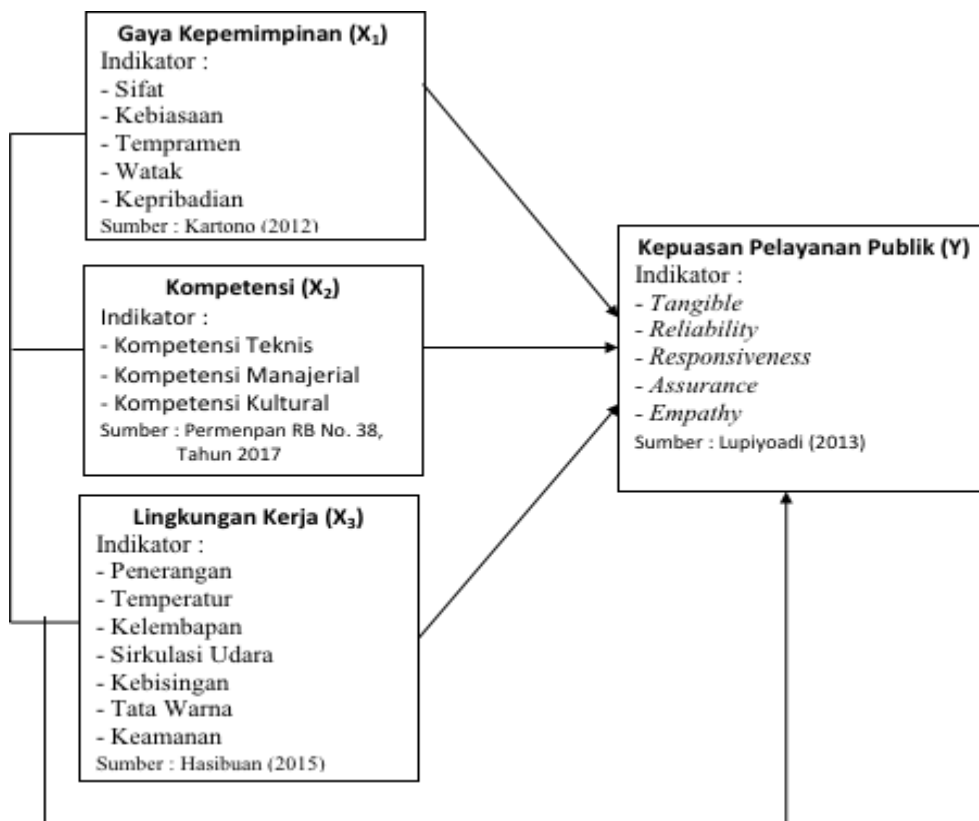 Gaya Kepemimpinan (X₁)
Indikator :
- Sifat
- Kebiasaan
- Tempramen
- Watak
- Kepribadian
Sumber : Kartono (2012)
Kompetensi (X₂)
Indikator :
- Kompetensi Teknis
- Kompetensi Manajerial
- Kompetensi Kultural
Sumber : Permenpan RB No. 38,
Tahun 2017
Lingkungan Kerja (X₃)
Indikator :
- Penerangan
- Temperatur
- Kelembapan
- Sirkulasi Udara
- Kebisingan
- Tata Warna
- Keamanan
Sumber : Hasibuan (2015)
Kepuasan Pelayanan Publik (Y)
Indikator :
- Tangible
- Reliability
- Responsiveness
- Assurance
- Empathy
Sumber : Lupiyoadi (2013)